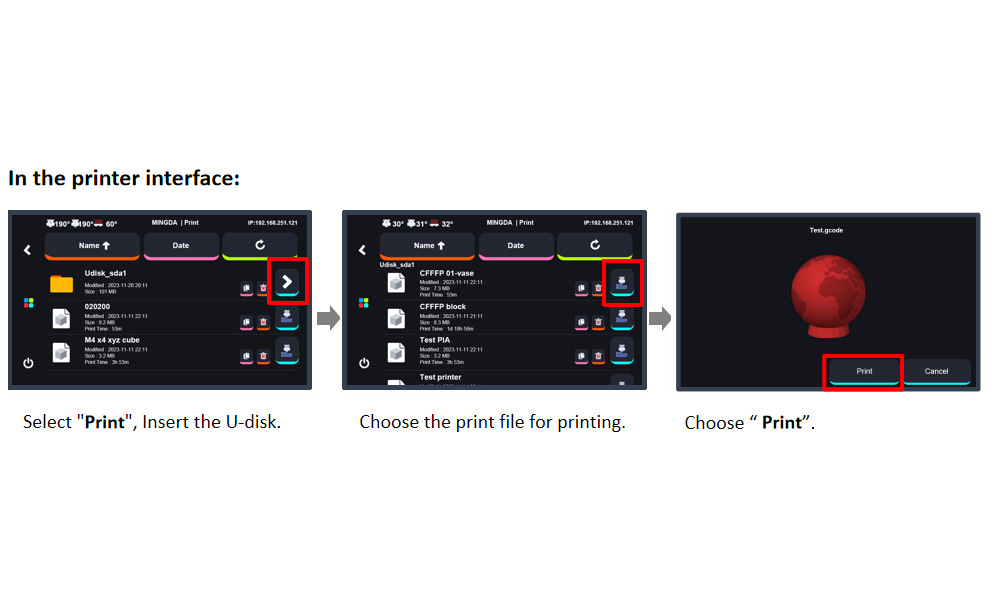 In the printer interface:
190° 190° 60° MINGDA | Print IP:192.168.251.121
Name Date
Udisk_sda1
Modified : 2023-11-20 20:11
Size : 101 MB
020200
Modified : 2023-11-11 22:11
Size : 9.2 MB
Print Time : 53m
M4 x4 xyz cube
Modified : 2023-11-11 22:11
Size : 3.2 MB
Print Time : 3h 53m
Select "Print", Insert the U-disk.
30° 31° 32° MINGDA | Print IP:192.168.251.121
Name Date
Udisk_sda1
CFFFP 01-vase
Modified : 2023-11-11 22:11
Size : 7.3 MB
Print Time : 53m
CFFFP block
Modified : 2023-11-11 21:11
Size : 8.3 MB
Print Time : 1d 18h 56m
Test PIA
Modified : 2023-11-11 22:11
Size : 3.2 MB
Print Time : 3h 53m
Test printer
Choose the print file for printing.
Test.gcode
Print Cancel
Choose “ Print”.